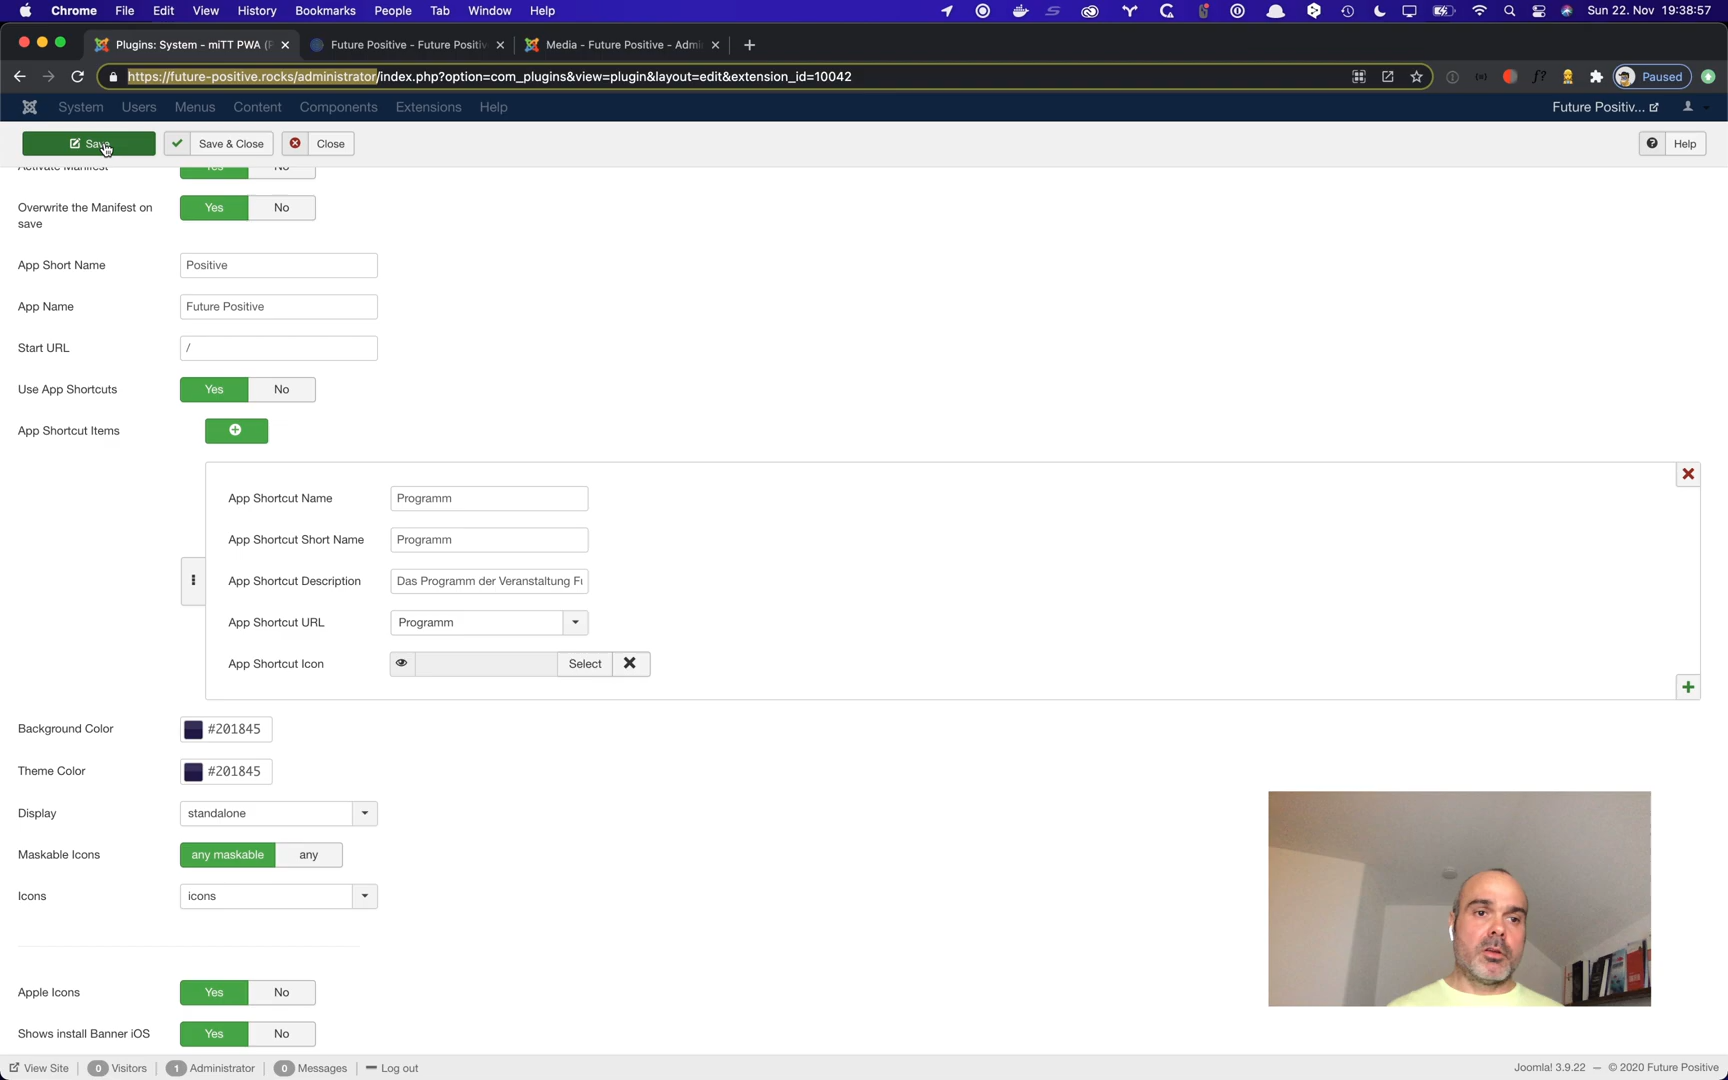 Chrome File Edit View History Bookmarks People Tab Window Help Sun 22. Nov 19:38:57
Plugins: System - miTT PWA (F Future Positive - Future Positiv Media - Future Positive - Admi
https://future-positive.rocks/administrator/index.php?option=com_plugins&view=plugin&layout=edit&extension_id=10042 Paused
System Users Menus Content Components Extensions Help Future Positiv...
Save Save & Close Close Help
Activate Manifest Yes No
Overwrite the Manifest on save Yes No
App Short Name Positive
App Name Future Positive
Start URL /
Use App Shortcuts Yes No
App Shortcut Items
App Shortcut Name Programm
App Shortcut Short Name Programm
App Shortcut Description Das Programm der Veranstaltung Fu
App Shortcut URL Programm
App Shortcut Icon Select
Background Color #201845
Theme Color #201845
Display standalone
Maskable Icons any maskable any
Icons icons
Apple Icons Yes No
Shows install Banner iOS Yes No
View Site 0 Visitors 1 Administrator 0 Messages Log out Joomla! 3.9.22 — © 2020 Future Positive